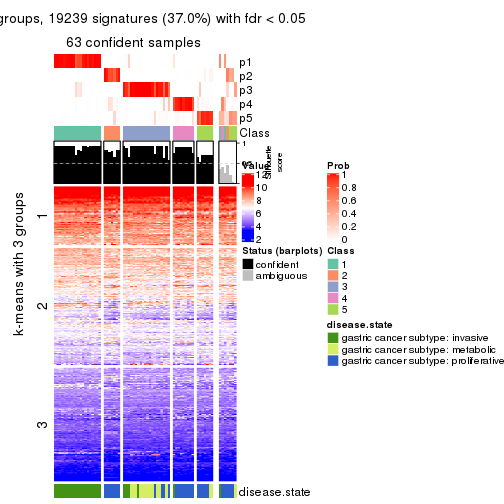 groups, 19239 signatures (37.0%) with fdr < 0.05
63 confident samples
p1
p2
p3
p4
p5
Class
1
Silhouette
score
Value
12
10
8
6
4
2
Prob
1
0.8
0.6
0.4
0.2
0
Status (barplots)
confident
ambiguous
Class
1
2
3
4
5
disease.state
gastric cancer subtype: invasive
gastric cancer subtype: metabolic
gastric cancer subtype: proliferative
k-means with 3 groups
1
2
3
disease.state